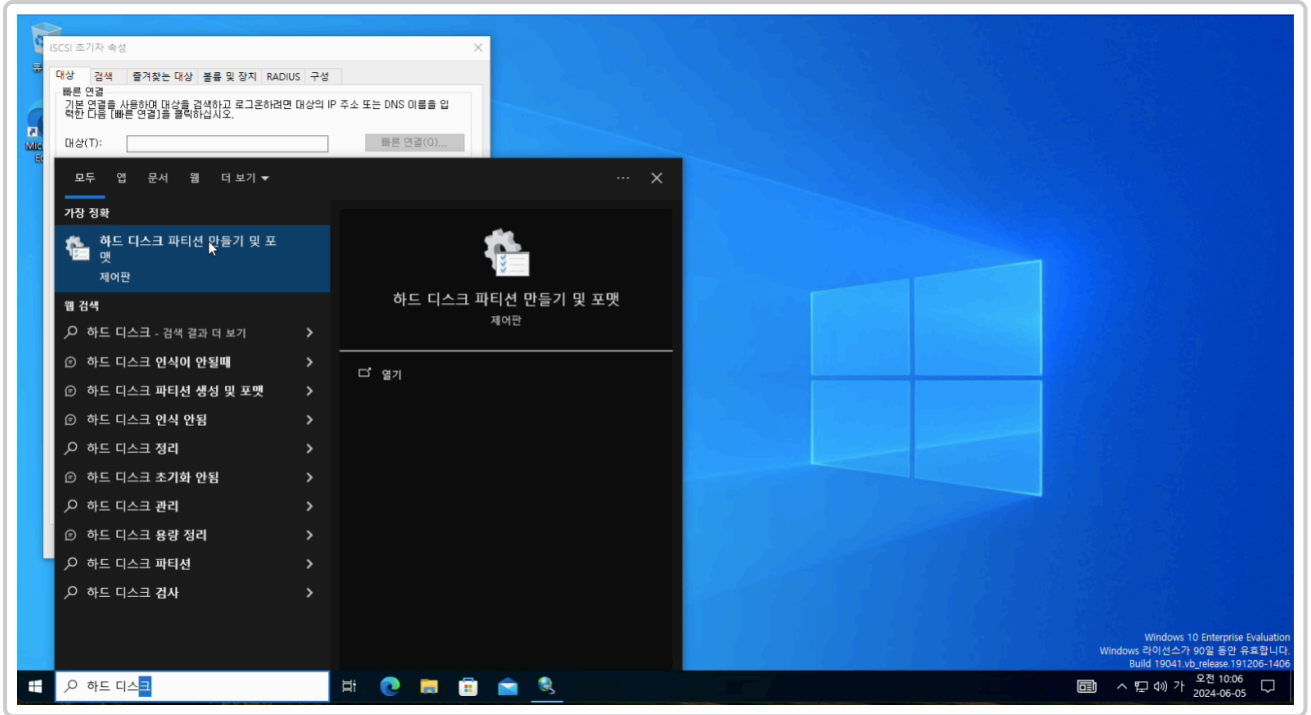 iSCSI 초기자 속성
대상 검색 즐겨찾는 대상 볼륨 및 장치 RADIUS 구성
빠른 연결
기본 연결을 사용하여 대상을 검색하고 로그온하려면 대상의 IP 주소 또는 DNS 이름을 입
력한 다음 [빠른 연결]을 클릭하십시오.
대상(T):
빠른 연결(Q)...
모두 앱 문서 웹 더 보기
가장 정확
하드 디스크 파티션 만들기 및 포
맷
제어판
웹 검색
하드 디스크 - 검색 결과 더 보기
하드 디스크 인식이 안될때
하드 디스크 파티션 생성 및 포맷
하드 디스크 인식 안됨
하드 디스크 정리
하드 디스크 초기화 안됨
하드 디스크 관리
하드 디스크 용량 정리
하드 디스크 파티션
하드 디스크 검사
하드 디스크 파티션 만들기 및 포맷
제어판
열기
Windows 10 Enterprise Evaluation
Windows 라이선스가 90일 동안 유효합니다.
Build 19041.vb_release.191206-1406
하드 디스크
가
오전 10:06
2024-06-05